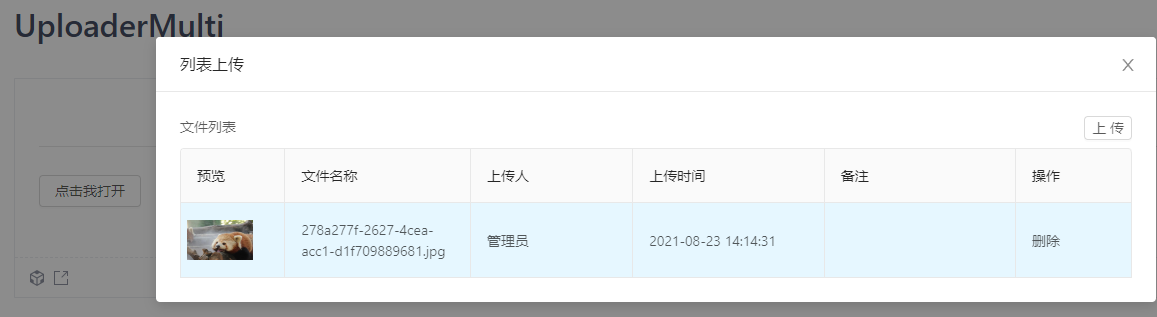 UploaderMulti
列表上传
文件列表
上 传
预览 文件名称 上传人 上传时间 备注 操作
点击我打开
278a277f-2627-4cea-
acc1-d1f709889681.jpg
管理员
2021-08-23 14:14:31
删除